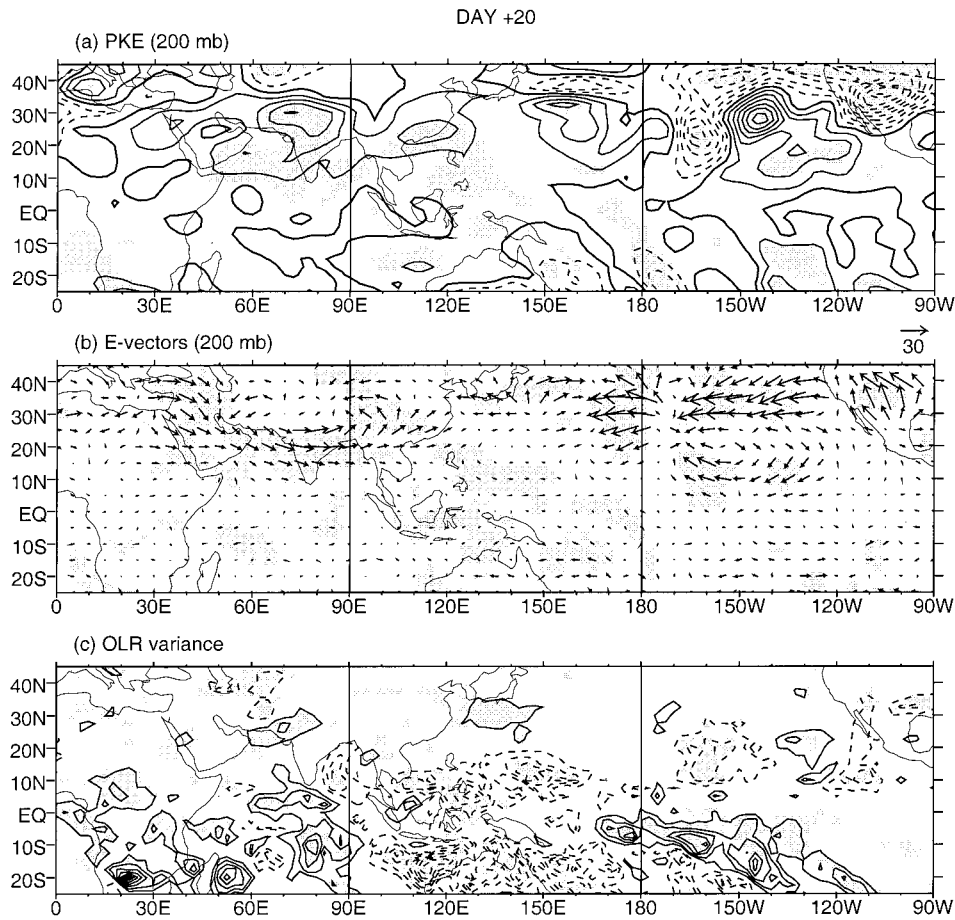 DAY +20
(a) PKE (200 mb)
40N
30N
20N
10N
EQ
10S
20S
0 30E 60E 90E 120E 150E 180 150W 120W 90W
(b) E-vectors (200 mb)
30
40N
30N
20N
10N
EQ
10S
20S
0 30E 60E 90E 120E 150E 180 150W 120W 90W
(c) OLR variance
40N
30N
20N
10N
EQ
10S
20S
0 30E 60E 90E 120E 150E 180 150W 120W 90W